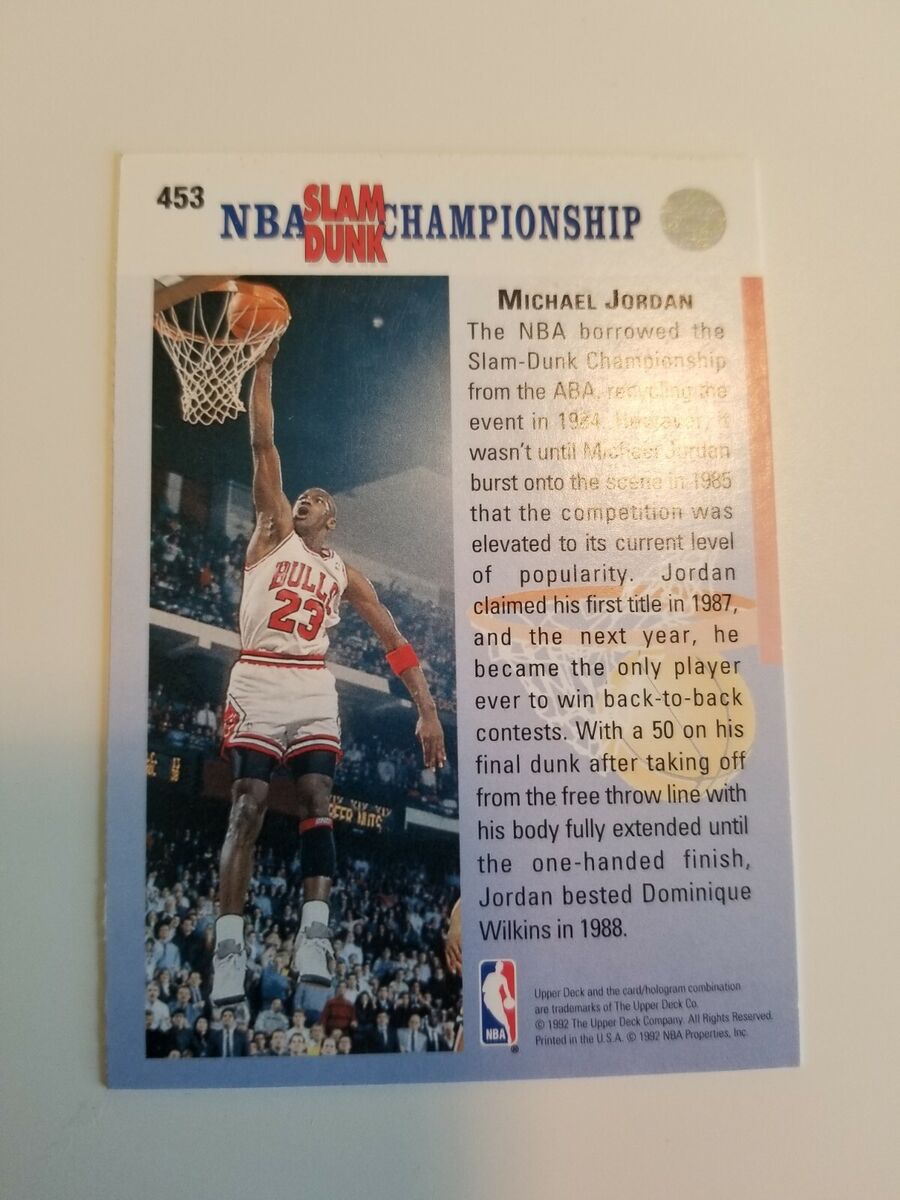 453
NBA SLAM DUNK CHAMPIONSHIP
MICHAEL JORDAN
The NBA borrowed the
Slam-Dunk Championship
from the ABA, recycling the
event in 1984. However, it
wasn't until Michael Jordan
burst onto the scene in 1985
that the competition was
elevated to its current level
of popularity. Jordan
claimed his first title in 1987,
and the next year, he
became the only player
ever to win back-to-back
contests. With a 50 on his
final dunk after taking off
from the free throw line with
his body fully extended until
the one-handed finish,
Jordan bested Dominique
Wilkins in 1988.
BULLS
23
NBA
®
Upper Deck and the card/hologram combination
are trademarks of The Upper Deck Co.
© 1992 The Upper Deck Company. All Rights Reserved.
Printed in the U.S.A. © 1992 NBA Properties, Inc.